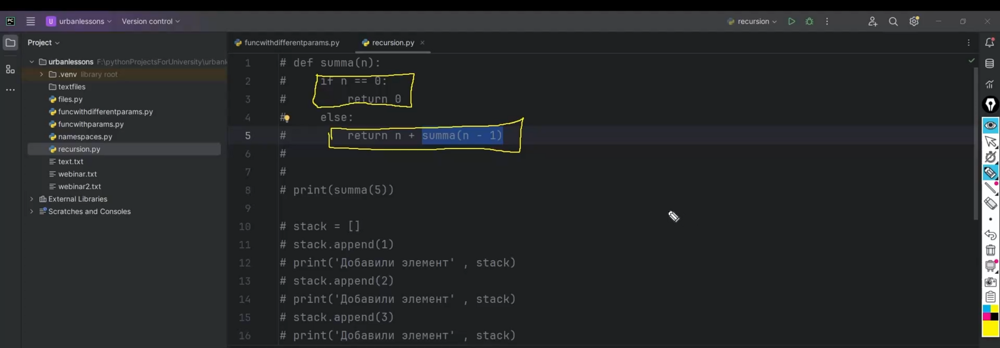 PC
U urbanlessons
Version control
recursion
Project
funcwithdifferentparams.py
recursion.py
urbanlessons F:\pythonProjectsForUniversity\urbanl
.venv library root
textfiles
files.py
funcwithdifferentparams.py
funcwithparams.py
namespaces.py
recursion.py
text.txt
webinar.txt
webinar2.txt
External Libraries
Scratches and Consoles
1 # def summa(n):
2 #     if n == 0:
3 #         return 0
4 #     else:
5 #         return n + summa(n - 1)
6 #
7 #
8 # print(summa(5))
9
10 # stack = []
11 # stack.append(1)
12 # print('Добавили элемент' , stack)
13 # stack.append(2)
14 # print('Добавили элемент' , stack)
15 # stack.append(3)
16 # print('Добавили элемент' , stack)